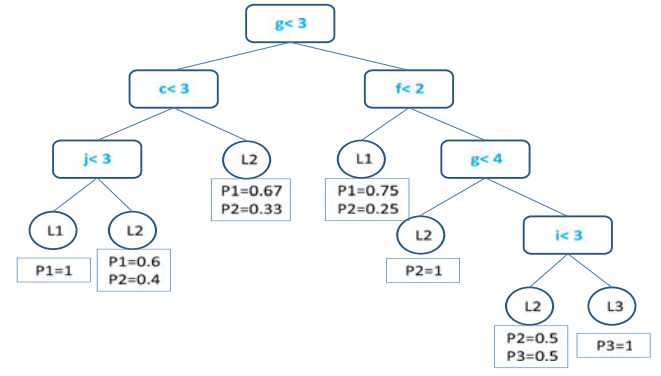 g< 3
c< 3
f< 2
j< 3
L2
L1
g< 4
P1=0.67
P2=0.33
P1=0.75
P2=0.25
L1
L2
L2
i< 3
P1=1
P1=0.6
P2=0.4
P2=1
L2
L3
P2=0.5
P3=0.5
P3=1